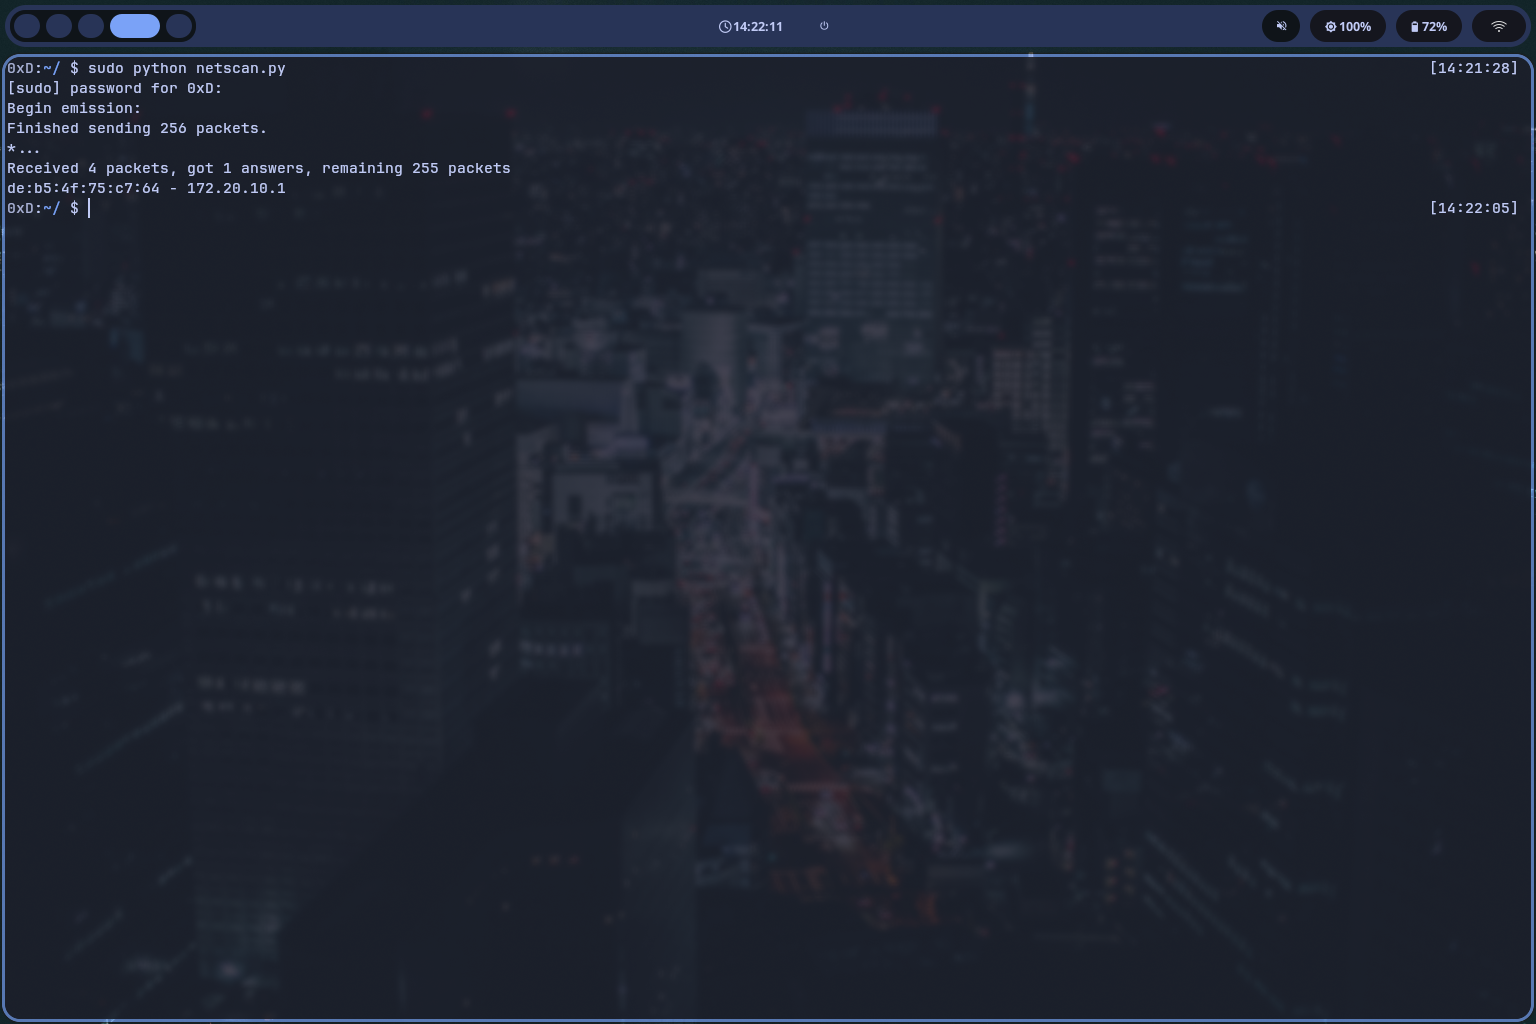 14:22:11
100%
72%
0xD:~/ $ sudo python netscan.py [14:21:28]
[sudo] password for 0xD:
Begin emission:
Finished sending 256 packets.
*...
Received 4 packets, got 1 answers, remaining 255 packets
de:b5:4f:75:c7:64 - 172.20.10.1
0xD:~/ $ [14:22:05]